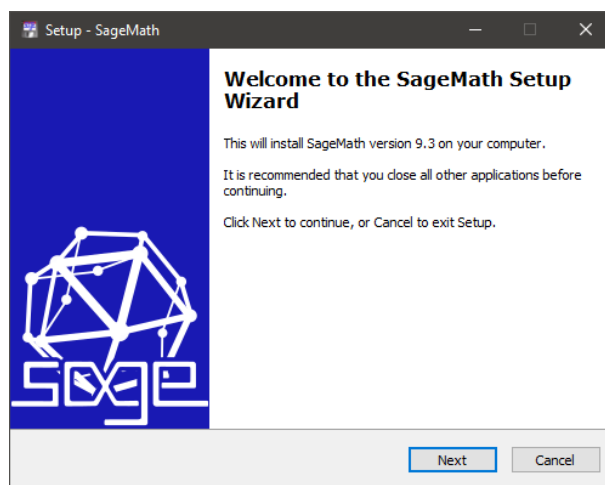 Setup - SageMath
Welcome to the SageMath Setup
Wizard
This will install SageMath version 9.3 on your computer.
It is recommended that you close all other applications before
continuing.
Click Next to continue, or Cancel to exit Setup.
sage
Next
Cancel